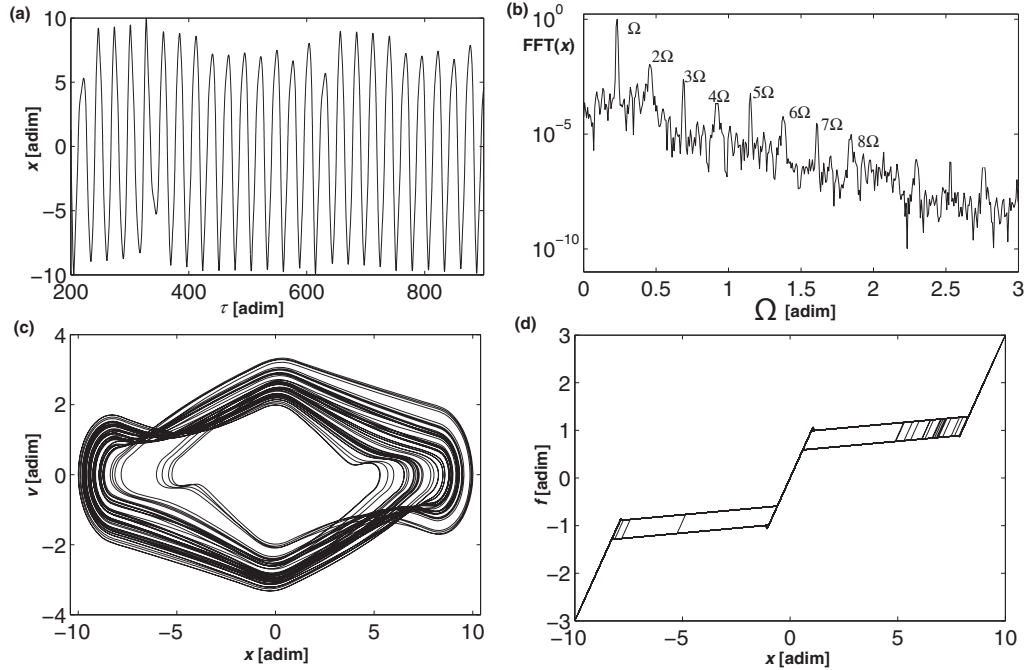 (a)
10
5
0
−5
−10
200
400
600
800
x [adim]
τ [adim]
(b)
10⁰
10⁻⁵
10⁻¹⁰
FFT(x)
Ω
2Ω
3Ω
4Ω
5Ω
6Ω
7Ω
8Ω
0
0.5
1
1.5
2
2.5
3
Ω [adim]
(c)
4
2
0
−2
−4
−10
−5
0
5
10
v [adim]
x [adim]
(d)
3
2
1
0
−1
−2
−3
−10
−5
0
5
10
f [adim]
x [adim]